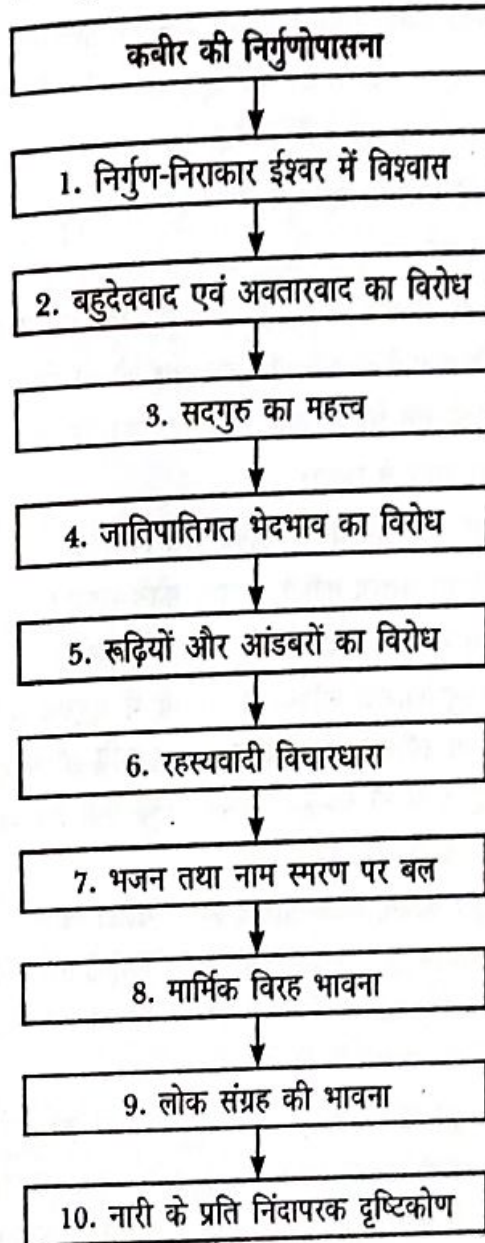 कबीर की निर्गुणोपासना
1. निर्गुण-निराकार ईश्वर में विश्वास
2. बहुदेववाद एवं अवतारवाद का विरोध
3. सदगुरु का महत्त्व
4. जातिपातिगत भेदभाव का विरोध
5. रूढ़ियों और आंडबरों का विरोध
6. रहस्यवादी विचारधारा
7. भजन तथा नाम स्मरण पर बल
8. मार्मिक विरह भावना
9. लोक संग्रह की भावना
10. नारी के प्रति निंदापरक दृष्टिकोण